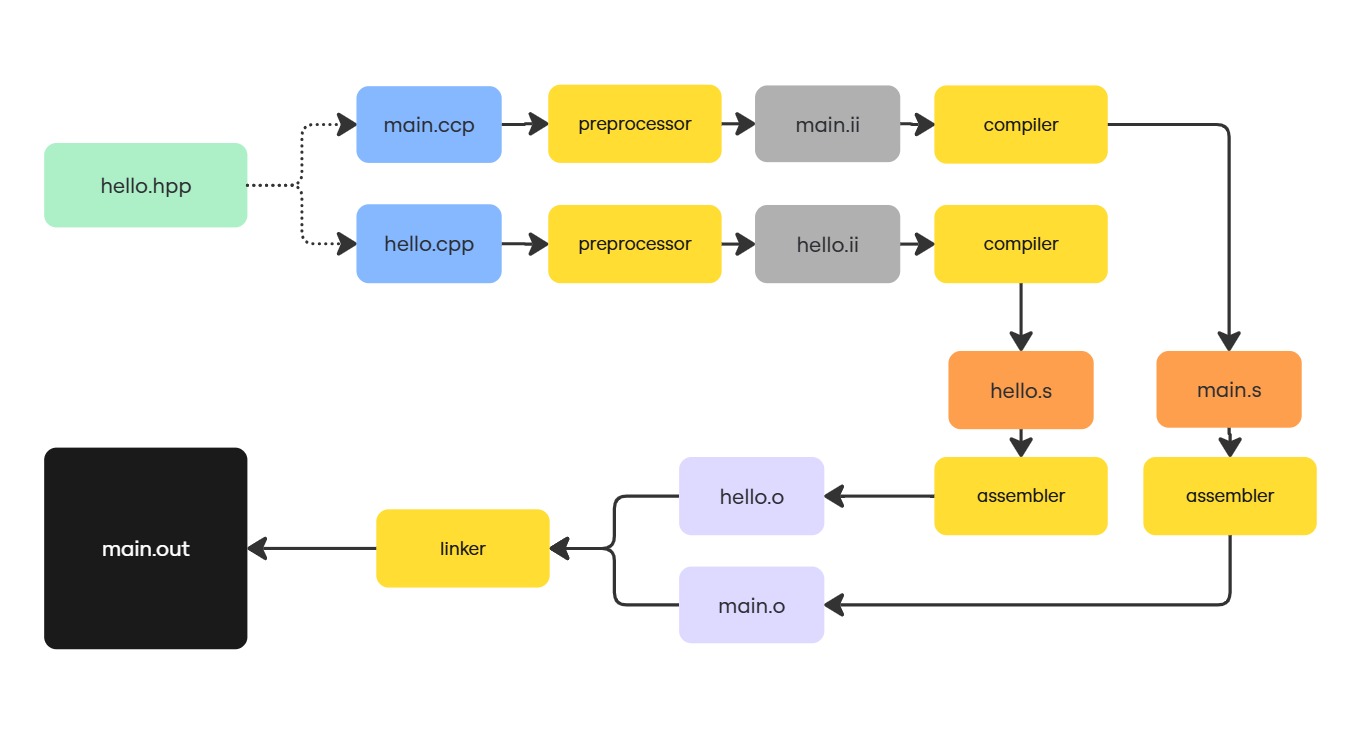 main.ccp
preprocessor
main.ii
compiler
hello.hpp
hello.cpp
preprocessor
hello.ii
compiler
hello.s
main.s
hello.o
assembler
assembler
main.out
linker
main.o